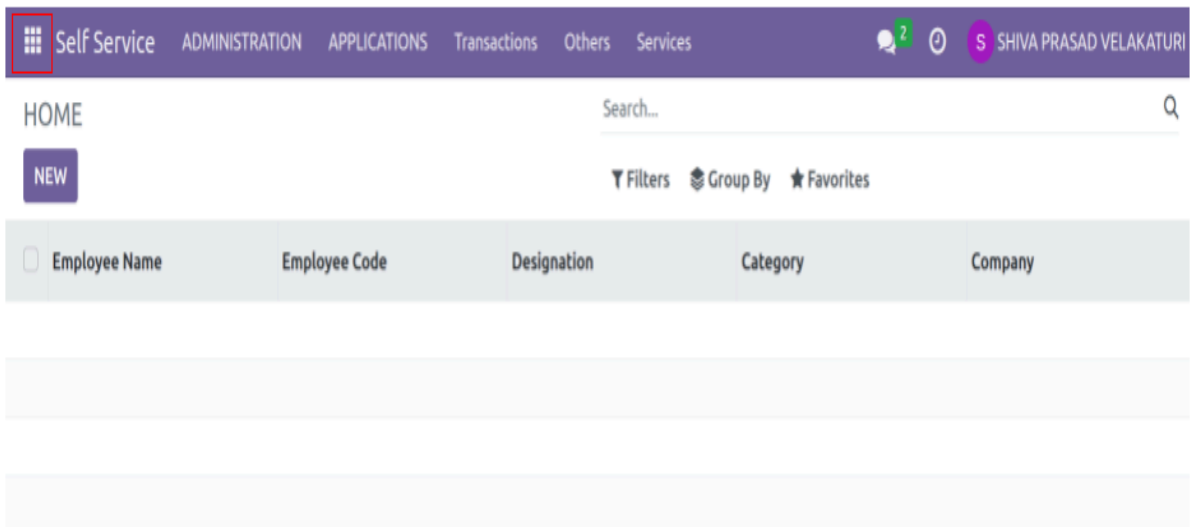 Self Service ADMINISTRATION APPLICATIONS Transactions Others Services 2 S SHIVA PRASAD VELAKATURI
HOME Search...
NEW Filters Group By Favorites
Employee Name Employee Code Designation Category Company